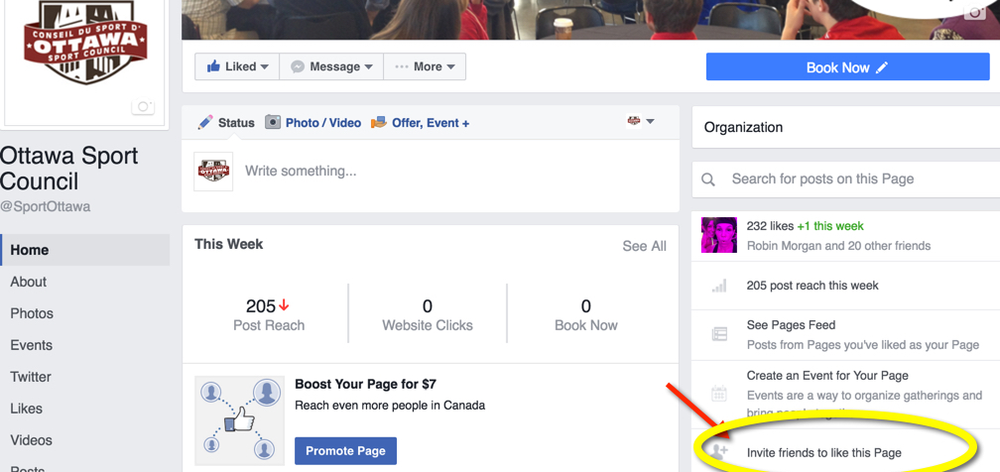 CONSEIL DU SPORT D'
OTTAWA
SPORT COUNCIL
Liked
Message
More
Book Now
Ottawa Sport
Council
@SportOttawa
Home
About
Photos
Events
Twitter
Likes
Videos
Posts
Status
Photo / Video
Offer, Event +
OTTAWA
Write something...
This Week
See All
205
Post Reach
0
Website Clicks
0
Book Now
Boost Your Page for $7
Reach even more people in Canada
Promote Page
Organization
Search for posts on this Page
232 likes +1 this week
Robin Morgan and 20 other friends
205 post reach this week
See Pages Feed
Posts from Pages you've liked as your Page
Create an Event for Your Page
Events are a way to organize gatherings and
bring people together
Invite friends to like this Page